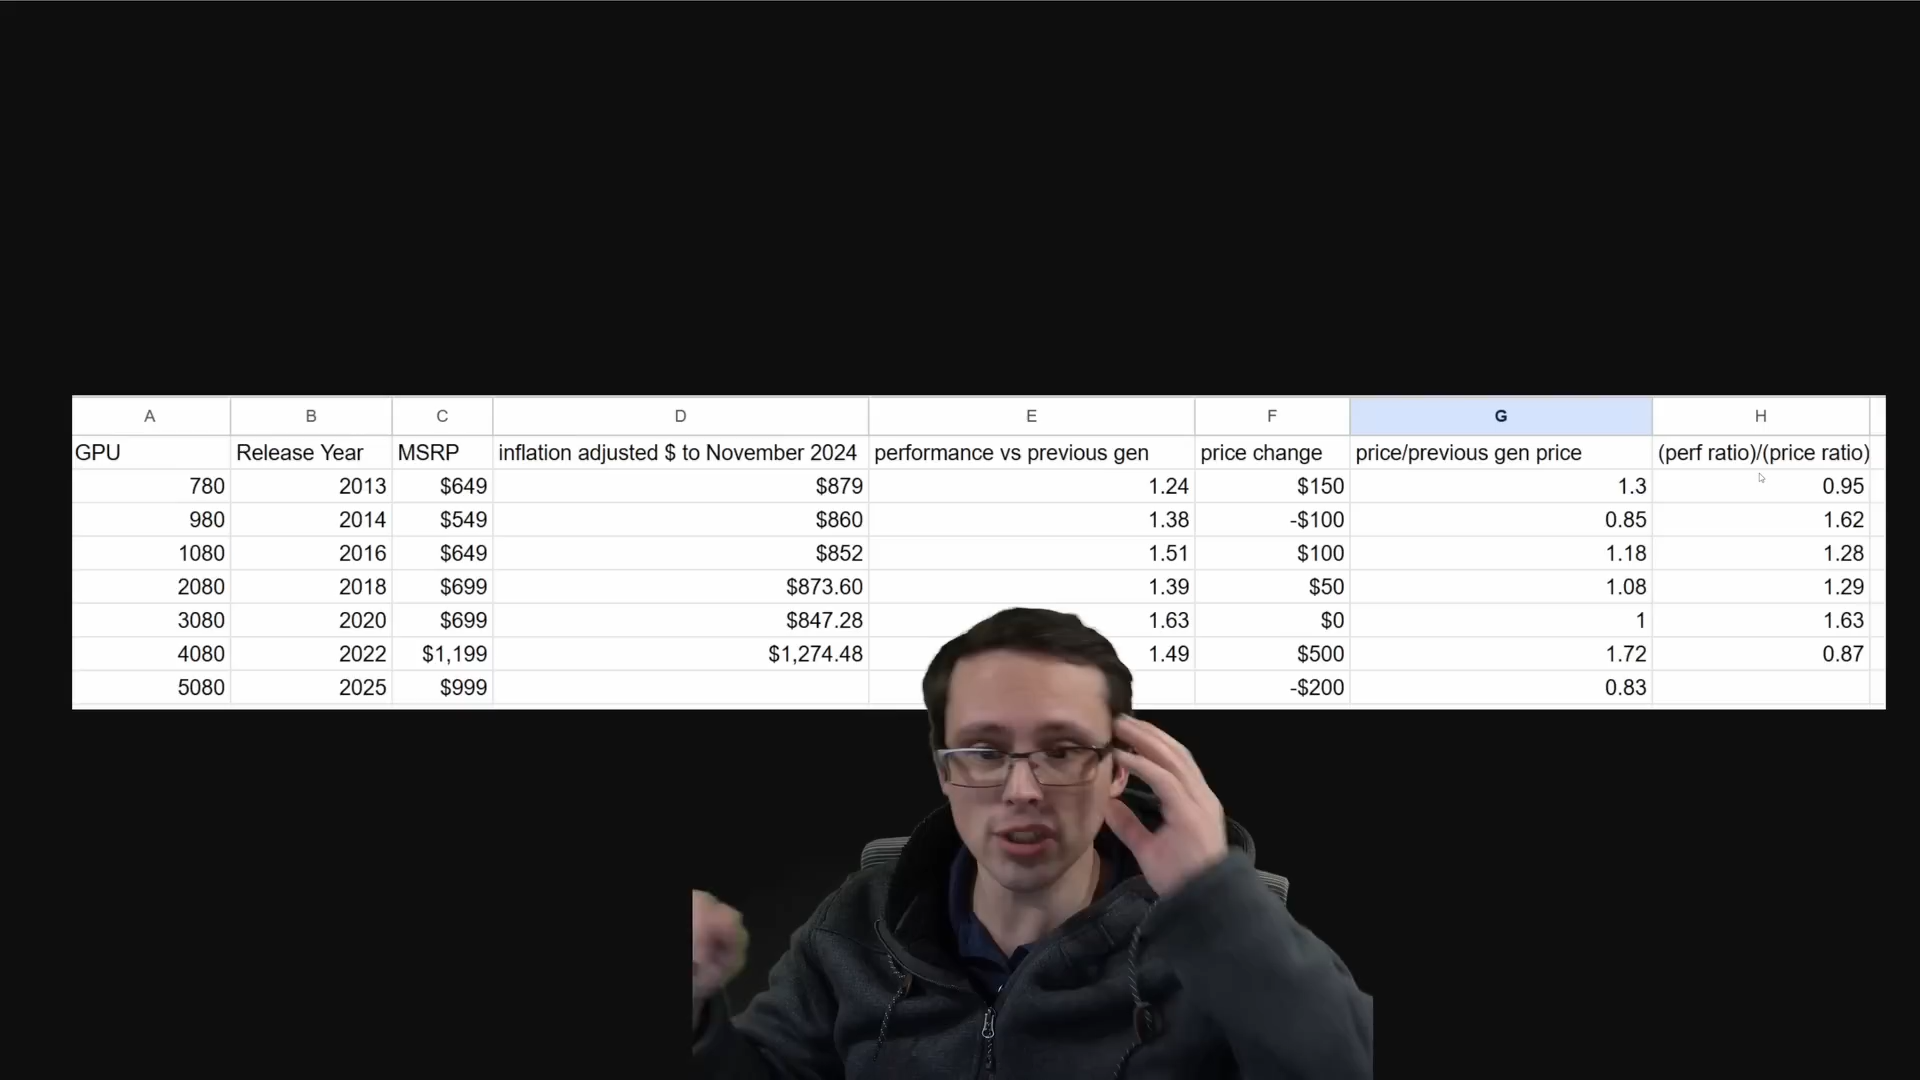 A B C D E F G H
GPU Release Year MSRP inflation adjusted $ to November 2024 performance vs previous gen price change price/previous gen price (perf ratio)/(price ratio)
780 2013 $649 $879 1.24 $150 1.3 0.95
980 2014 $549 $860 1.38 -$100 0.85 1.62
1080 2016 $649 $852 1.51 $100 1.18 1.28
2080 2018 $699 $873.60 1.39 $50 1.08 1.29
3080 2020 $699 $847.28 1.63 $0 1 1.63
4080 2022 $1,199 $1,274.48 1.49 $500 1.72 0.87
5080 2025 $999 -$200 0.83